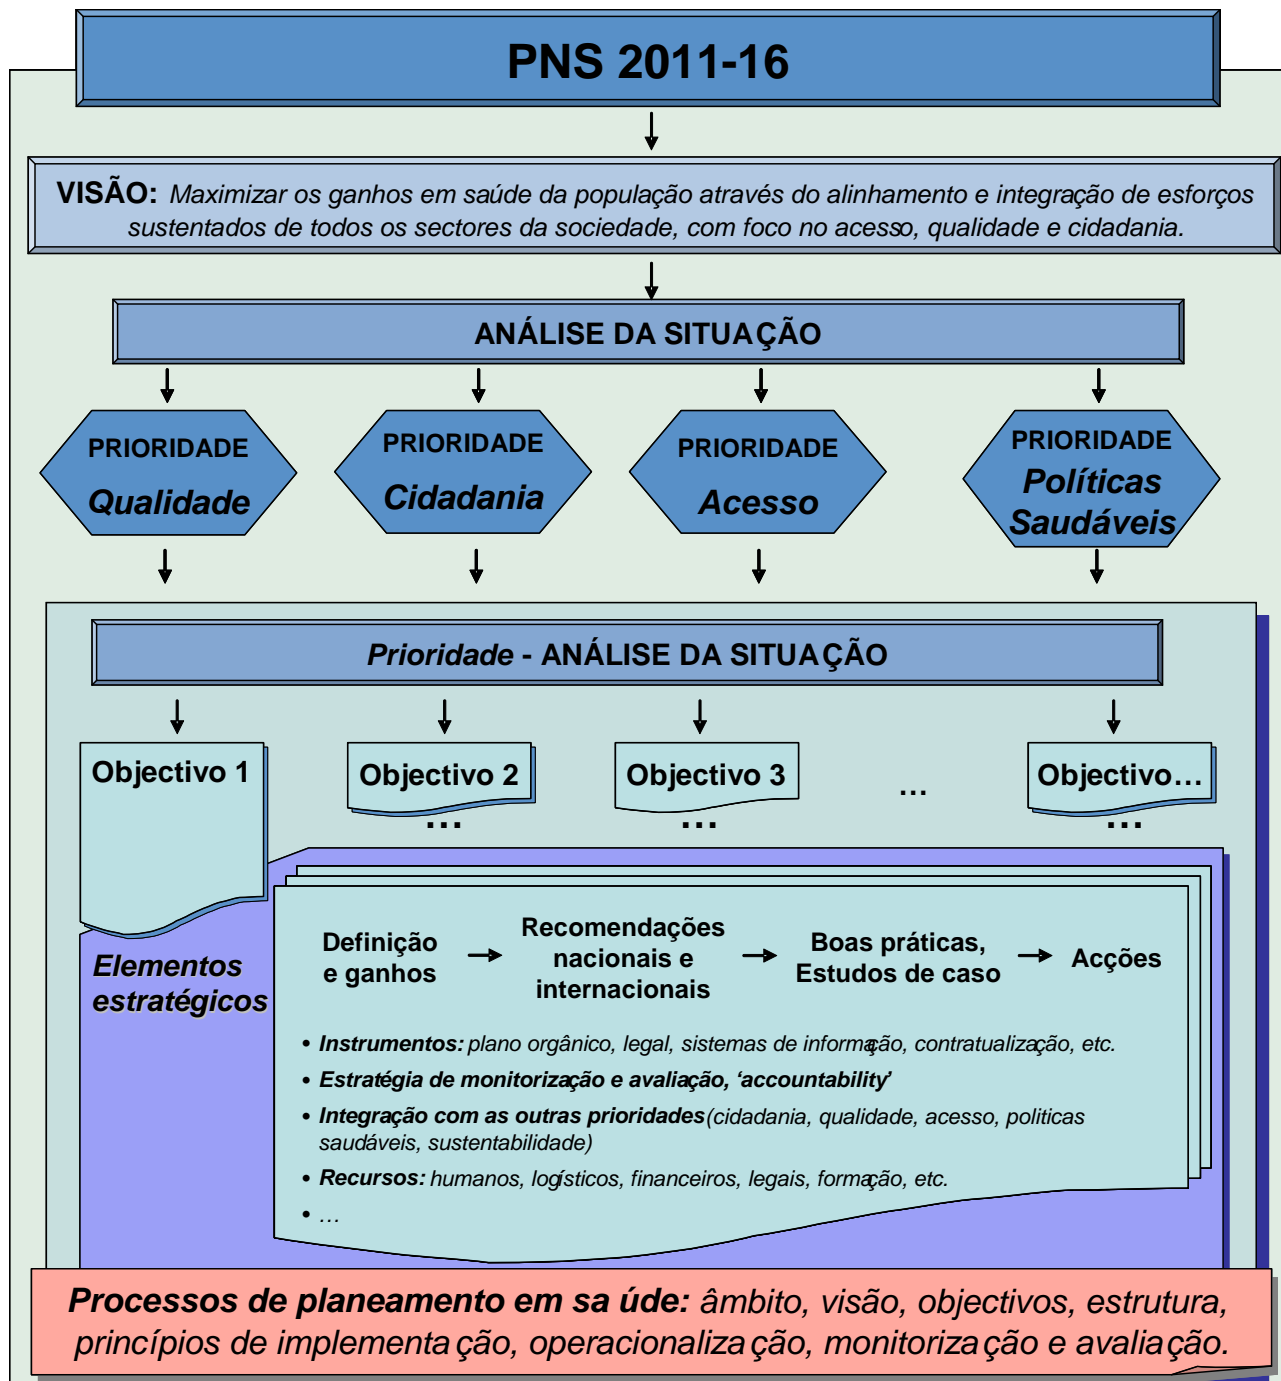 PNS 2011-16
VISÃO: Maximizar os ganhos em saúde da população através do alinhamento e integração de esforços
sustentados de todos os sectores da sociedade, com foco no acesso, qualidade e cidadania.
ANÁLISE DA SITUAÇÃO
PRIORIDADE
Qualidade
PRIORIDADE
Cidadania
PRIORIDADE
Acesso
PRIORIDADE
Políticas
Saudáveis
Prioridade - ANÁLISE DA SITUAÇÃO
Objectivo 1
Objectivo 2
...
Objectivo 3
...
...
Objectivo...
...
Elementos
estratégicos
Definição
e ganhos
Recomendações
nacionais e
internacionais
Boas práticas,
Estudos de caso
Acções
• Instrumentos: plano orgânico, legal, sistemas de informação, contratualização, etc.
• Estratégia de monitorização e avaliação, ‘accountability’
• Integração com as outras prioridades (cidadania, qualidade, acesso, politicas
saudáveis, sustentabilidade)
• Recursos: humanos, logísticos, financeiros, legais, formação, etc.
• ...
Processos de planeamento em saúde: âmbito, visão, objectivos, estrutura,
princípios de implementação, operacionalização, monitorização e avaliação.